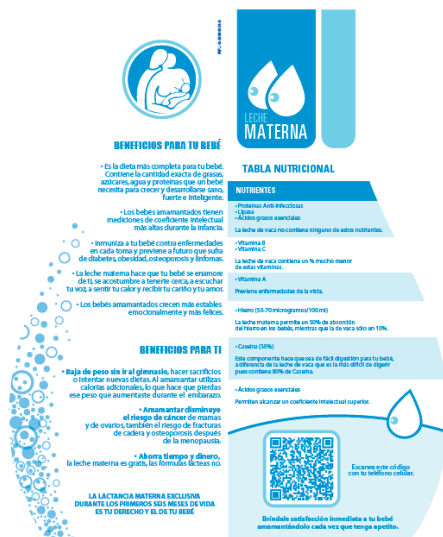 BENEFICIOS PARA TU BEBÉ
• Es la dieta más completa para tu bebé.
Contiene la cantidad exacta de grasas,
azúcares, agua y proteínas que un bebé
necesita para crecer y desarrollarse sano,
fuerte e inteligente.
• Los bebés amamantados tienen
mediciones de coeficiente intelectual
más altas durante la infancia.
• Inmuniza a tu bebé contra enfermedades
en cada toma y previene a futuro que sufra
de diabetes, obesidad, osteoporosis y linfomas.
• La leche materna hace que tu bebé se enamore
de ti, se acostumbre a tenerte cerca, a escuchar
tu voz, a sentir tu calor y recibir tu cariño y tu amor.
• Los bebés amamantados crecen más estables
emocionalmente y más felices.
BENEFICIOS PARA TI
• Baja de peso sin ir al gimnasio, hacer sacrificios
o intentar nuevas dietas. Al amamantar utilizas
calorías adicionales, lo que hace que pierdas
ese peso que aumentaste durante el embarazo.
• Amamantar disminuye
el riesgo de cáncer de mamas
y de ovarios, también el riesgo de fracturas
de cadera y osteoporosis después
de la menopausia.
• Ahorra tiempo y dinero,
la leche materna es gratis, las fórmulas lácteas no.
LA LACTANCIA MATERNA EXCLUSIVA
DURANTE LOS PRIMEROS SEIS MESES DE VIDA
ES TU DERECHO Y EL DE TU BEBÉ
LECHE
MATERNA
TABLA NUTRICIONAL
NUTRIENTES
• Proteínas Anti-Infecciosas
• Lipasa
• Ácidos grasos esenciales
La leche de vaca no contiene ninguno de estos nutrientes.
• Vitamina B
• Vitamina C
La leche de vaca contiene un % mucho menor
de estas vitaminas.
• Vitamina A
Previene enfermedades de la vista.
• Hierro (50-70 microgramos/100 ml)
La leche materna permite un 50% de absorción
del hierro en los bebés, mientras que la de vaca sólo un 10%.
• Caseína (35%)
Este componente hace que sea de fácil digestión para tu bebé,
a diferencia de la leche de vaca que es la más difícil de digerir
pues contiene 80% de Caseína.
• Ácidos grasos esenciales
Permiten alcanzar un coeficiente intelectual superior.
Escanea este código
con tu teléfono celular.
Bríndale satisfacción inmediata a tu bebé
amamantándolo cada vez que tenga apetito.